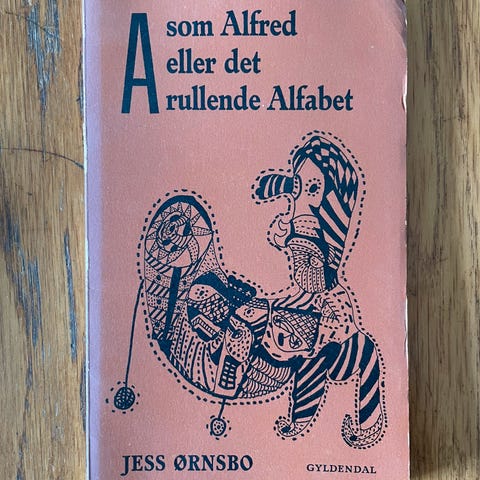 A som Alfred
eller det
rullende Alfabet
JESS ØRNSBO
GYLDENDAL